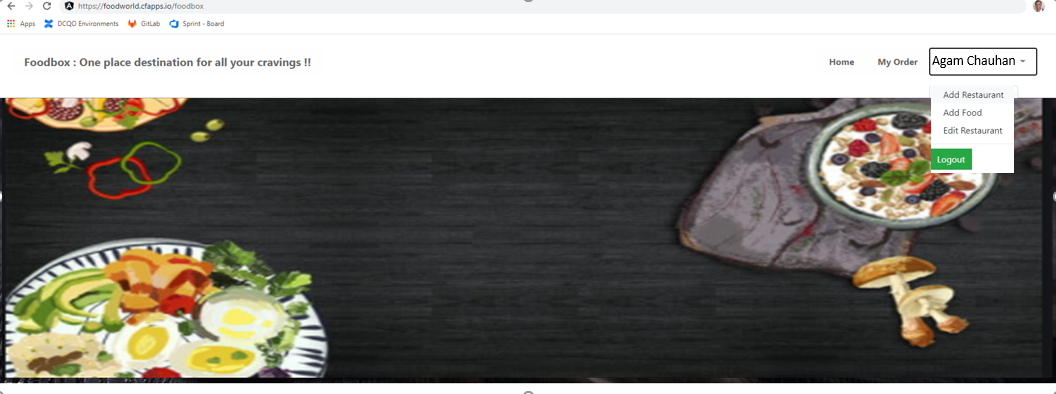 https://foodworld.cfapps.io/foodbox
Apps DCQO Environments GitLab Sprint - Board
Foodbox : One place destination for all your cravings !! Home My Order Agam Chauhan
Add Restaurant
Add Food
Edit Restaurant
Logout